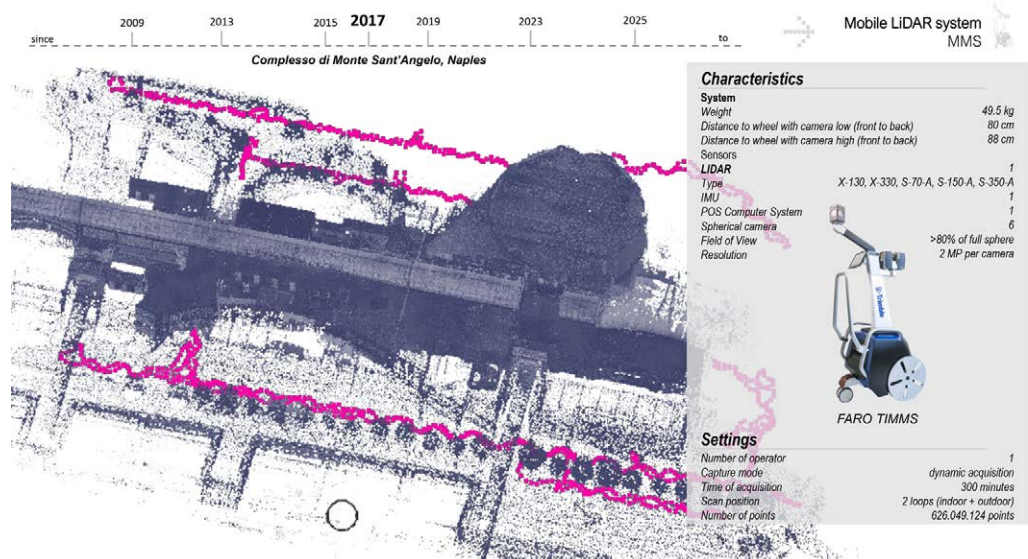 2009 2013 2015 2017 2019 2023 2025
since to
Mobile LiDAR system
MMS
Complesso di Monte Sant'Angelo, Naples
Characteristics
System
Weight 49.5 kg
Distance to wheel with camera low (front to back) 80 cm
Distance to wheel with camera high (front to back) 88 cm
Sensors
LIDAR 1
Type X-130, X-330, S-70-A, S-150-A, S-350-A
IMU 1
POS Computer System 1
Spherical camera 6
Field of View >80% of full sphere
Resolution 2 MP per camera
Trimble
FARO TIMMS
Settings
Number of operator 1
Capture mode dynamic acquisition
Time of acquisition 300 minutes
Scan position 2 loops (indoor + outdoor)
Number of points 626.049.124 points